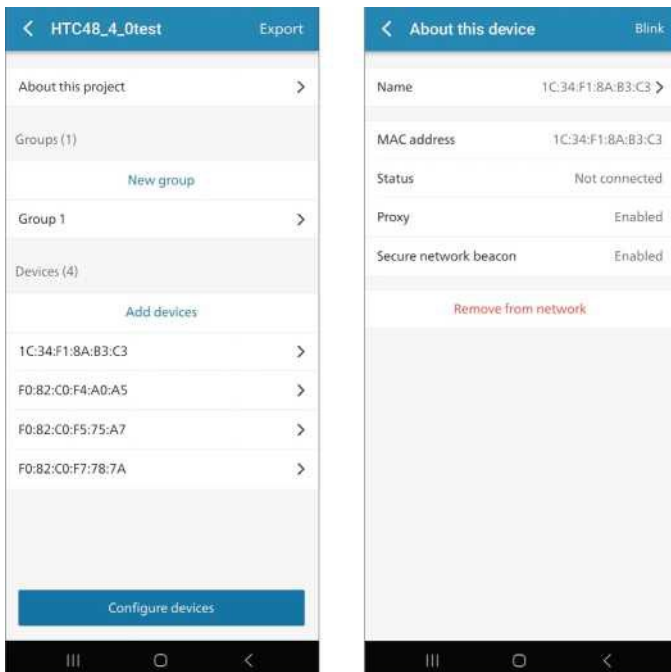 HTC48_4_0test Export
About this project
Groups (1)
New group
Group 1
Devices (4)
Add devices
1C:34:F1:8A:B3:C3
F0:82:C0:F4:A0:A5
F0:82:C0:F5:75:A7
F0:82:C0:F7:78:7A
Configure devices
About this device Blink
Name 1C:34:F1:8A:B3:C3
MAC address 1C:34:F1:8A:B3:C3
Status Not connected
Proxy Enabled
Secure network beacon Enabled
Remove from network